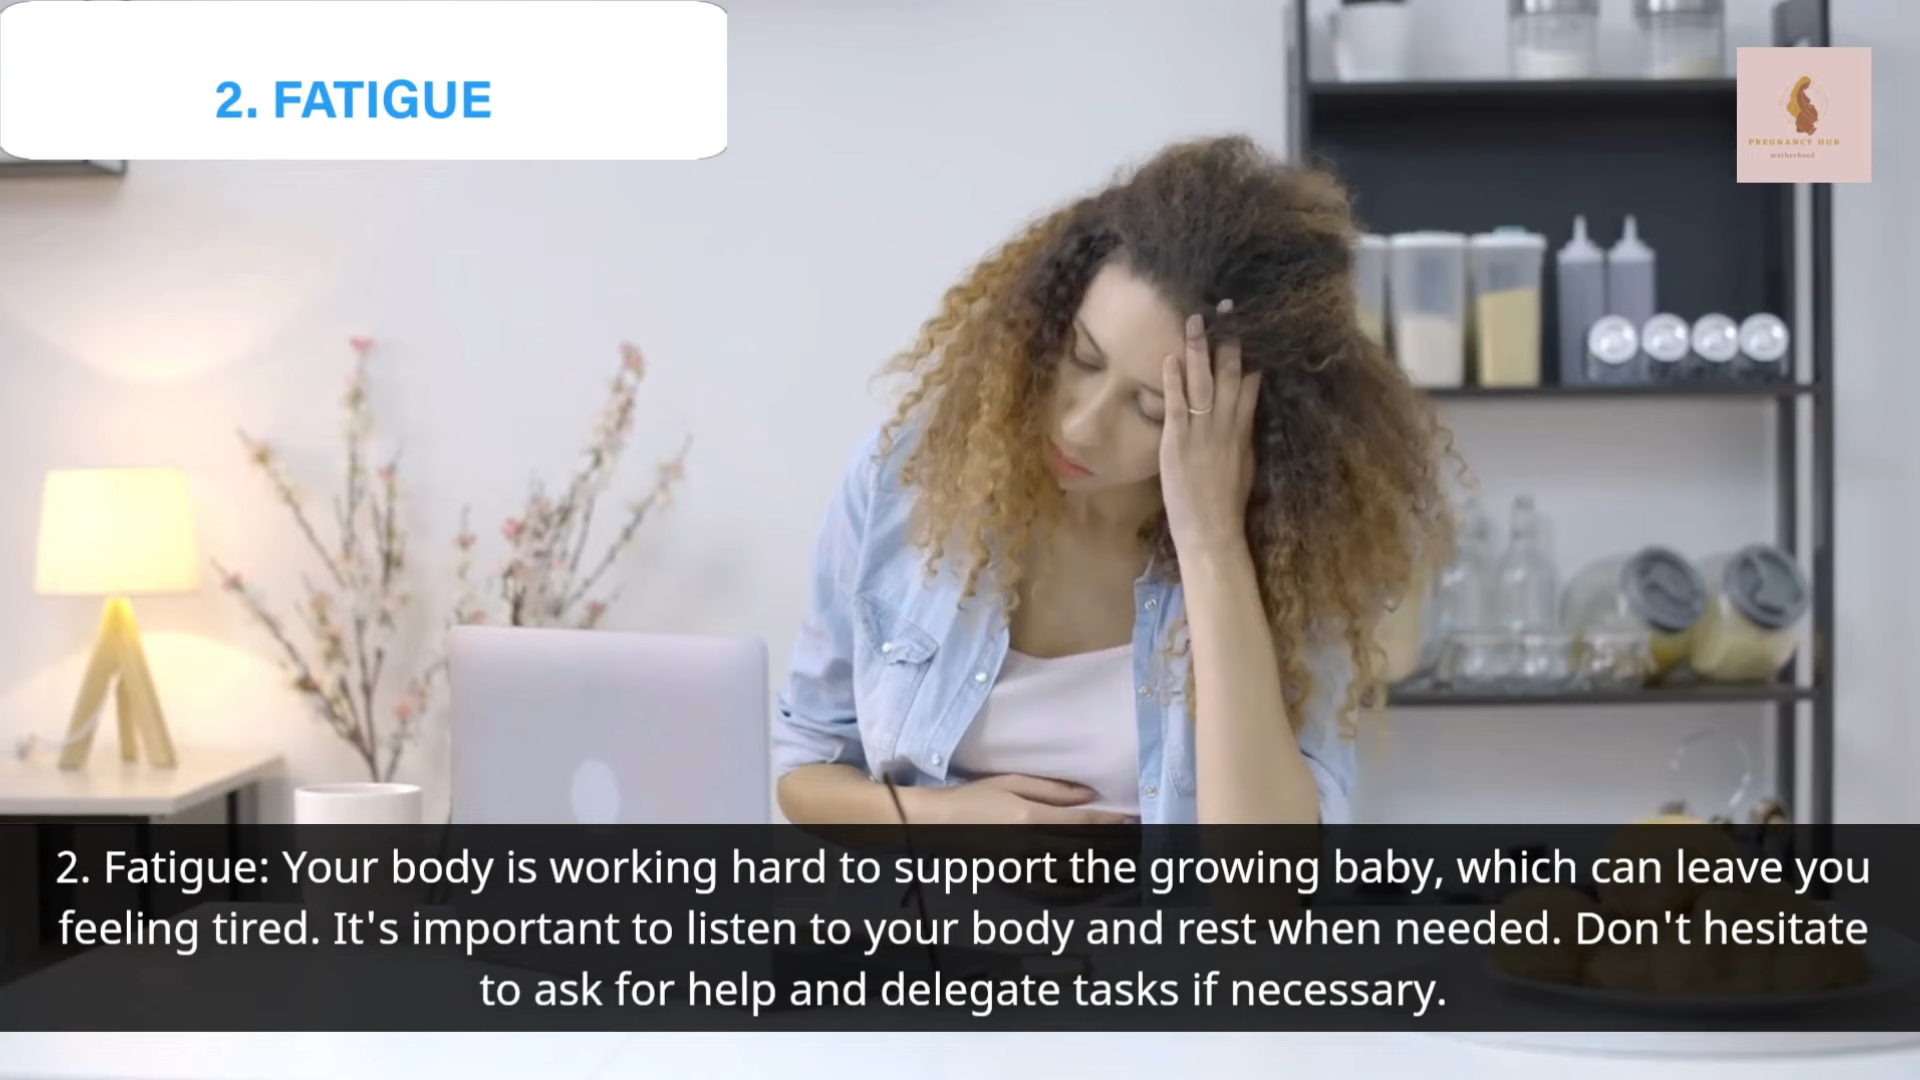 2. FATIGUE
PREGNANCY HUB
motherhood
2. Fatigue: Your body is working hard to support the growing baby, which can leave you
feeling tired. It's important to listen to your body and rest when needed. Don't hesitate
to ask for help and delegate tasks if necessary.